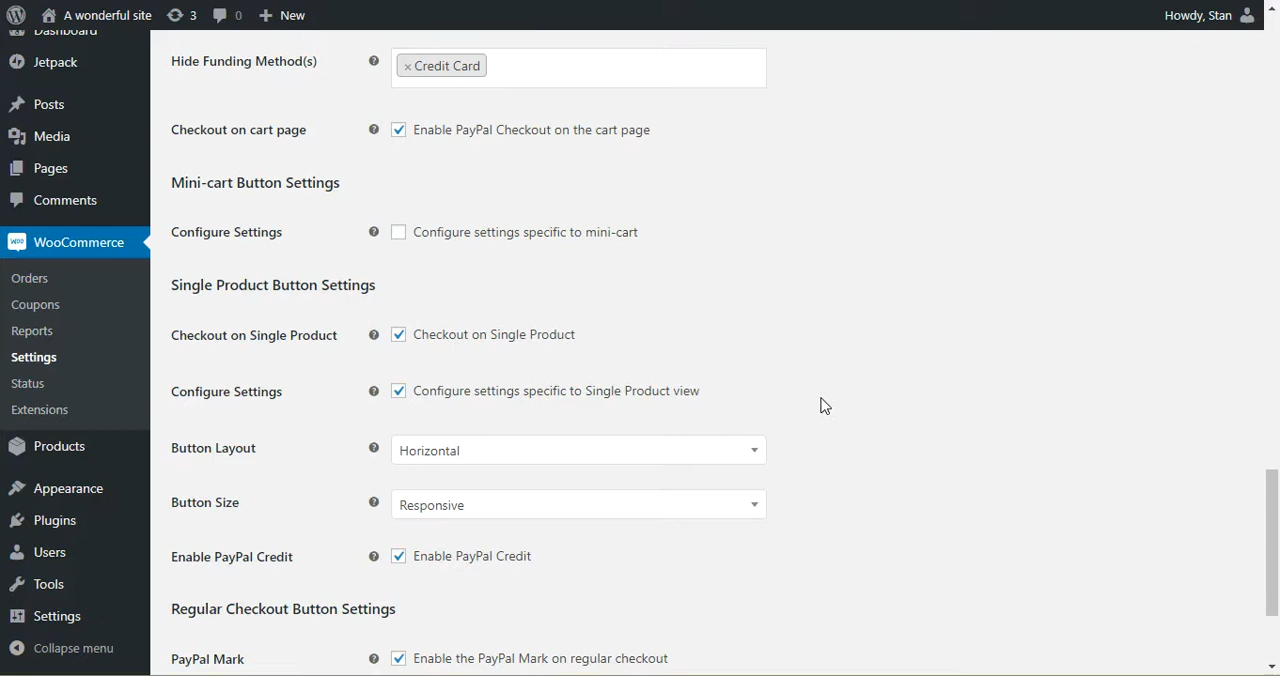 A wonderful site 3 0 New Howdy, Stan
Dashboard
Jetpack
Posts
Media
Pages
Comments
WOO WooCommerce
Orders
Coupons
Reports
Settings
Status
Extensions
Products
Appearance
Plugins
Users
Tools
Settings
Collapse menu
Hide Funding Method(s) ? × Credit Card
Checkout on cart page ? Enable PayPal Checkout on the cart page
Mini-cart Button Settings
Configure Settings ? Configure settings specific to mini-cart
Single Product Button Settings
Checkout on Single Product ? Checkout on Single Product
Configure Settings ? Configure settings specific to Single Product view
Button Layout ? Horizontal
Button Size ? Responsive
Enable PayPal Credit ? Enable PayPal Credit
Regular Checkout Button Settings
PayPal Mark ? Enable the PayPal Mark on regular checkout